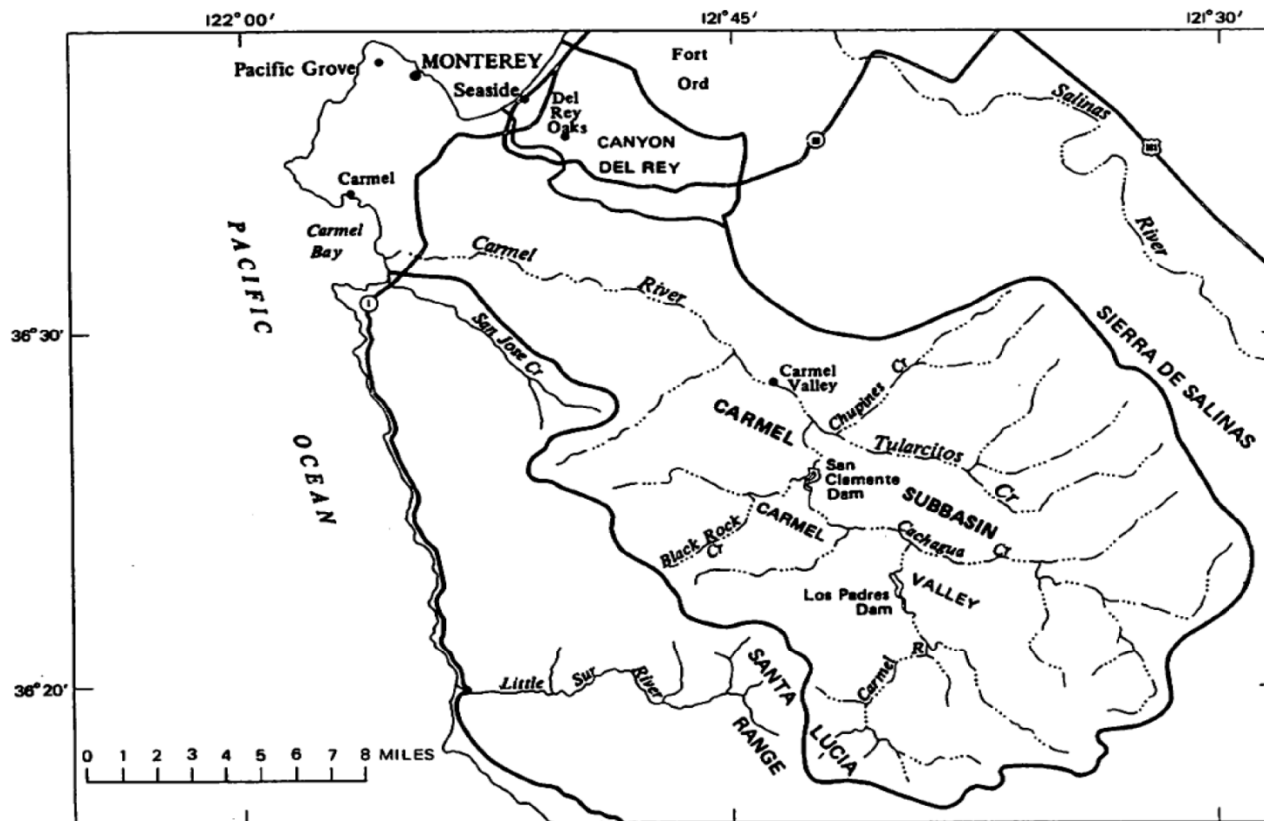 122° 00′
121° 45′
121° 30′
Pacific Grove
MONTEREY
Seaside
Fort
Ord
Del
Rey
Oaks
CANYON
DEL REY
Salinas
River
101
Carmel
Carmel
Bay
PACIFIC
OCEAN
Carmel
River
1
36° 30′
San Jose Cr
SIERRA DE SALINAS
Carmel
Valley
Chupines Cr
CARMEL
Tularcitos
Cr
San
Clemente
Dam
SUBBASIN
CARMEL
Black Rock
Cr
Cachagua Cr
VALLEY
Los Padres
Dam
Carmel R
36° 20′
Little Sur River
SANTA
LUCIA
RANGE
0 1 2 3 4 5 6 7 8 MILES